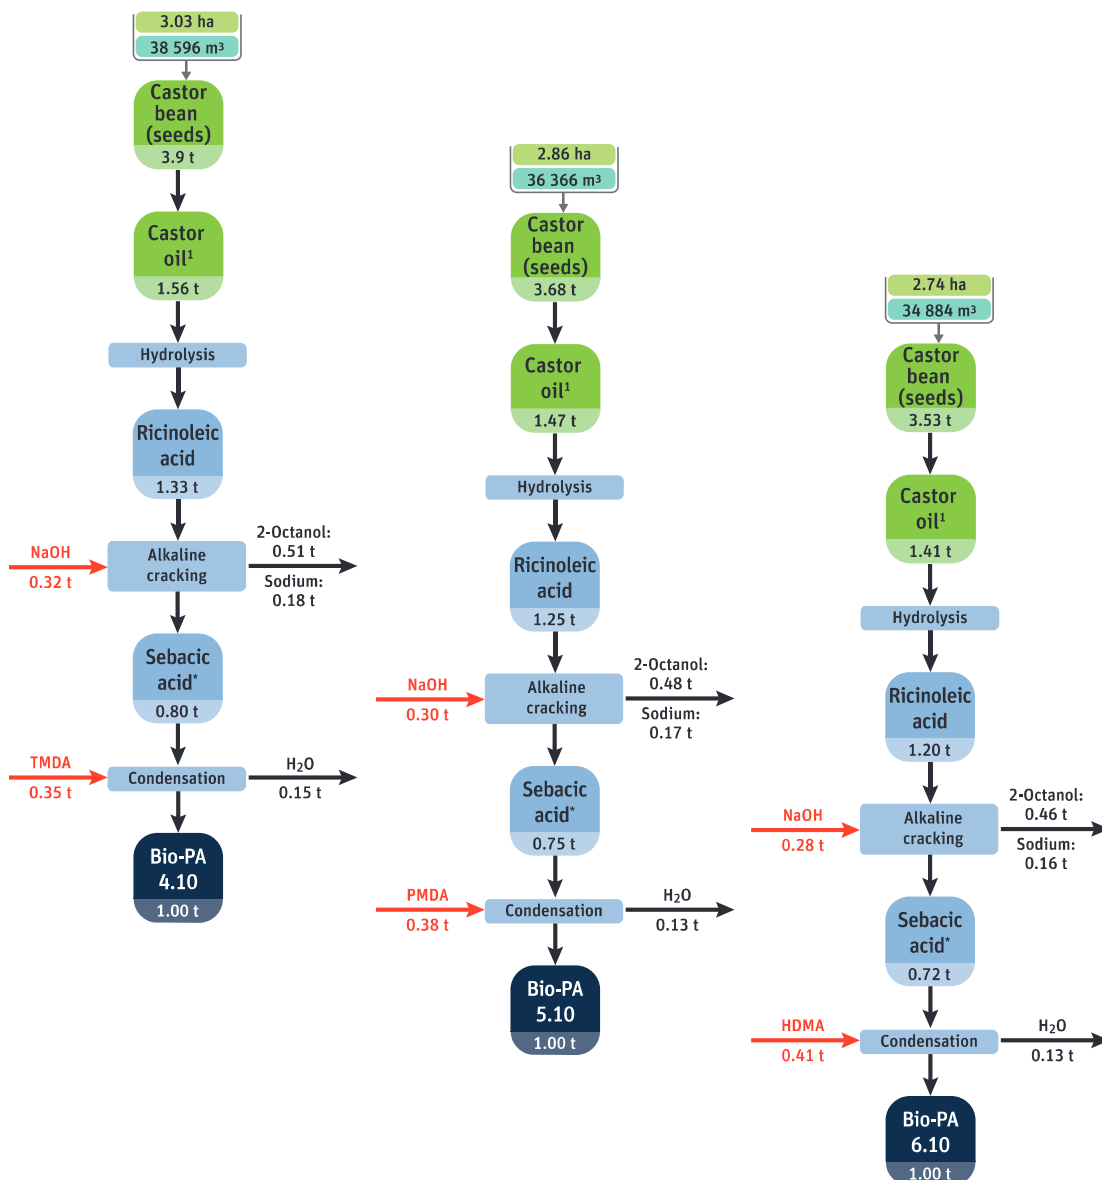 3.03 ha
38 596 m³
Castor
bean
(seeds)
3.9 t
Castor
oil¹
1.56 t
Hydrolysis
Ricinoleic
acid
1.33 t
NaOH
0.32 t
Alkaline
cracking
2-Octanol:
0.51 t
Sodium:
0.18 t
Sebacic
acid*
0.80 t
TMDA
0.35 t
Condensation
H₂O
0.15 t
Bio-PA
4.10
1.00 t
2.86 ha
36 366 m³
Castor
bean
(seeds)
3.68 t
Castor
oil¹
1.47 t
Hydrolysis
Ricinoleic
acid
1.25 t
NaOH
0.30 t
Alkaline
cracking
2-Octanol:
0.48 t
Sodium:
0.17 t
Sebacic
acid*
0.75 t
PMDA
0.38 t
Condensation
H₂O
0.13 t
Bio-PA
5.10
1.00 t
2.74 ha
34 884 m³
Castor
bean
(seeds)
3.53 t
Castor
oil¹
1.41 t
Hydrolysis
Ricinoleic
acid
1.20 t
NaOH
0.28 t
Alkaline
cracking
2-Octanol:
0.46 t
Sodium:
0.16 t
Sebacic
acid*
0.72 t
HDMA
0.41 t
Condensation
H₂O
0.13 t
Bio-PA
6.10
1.00 t